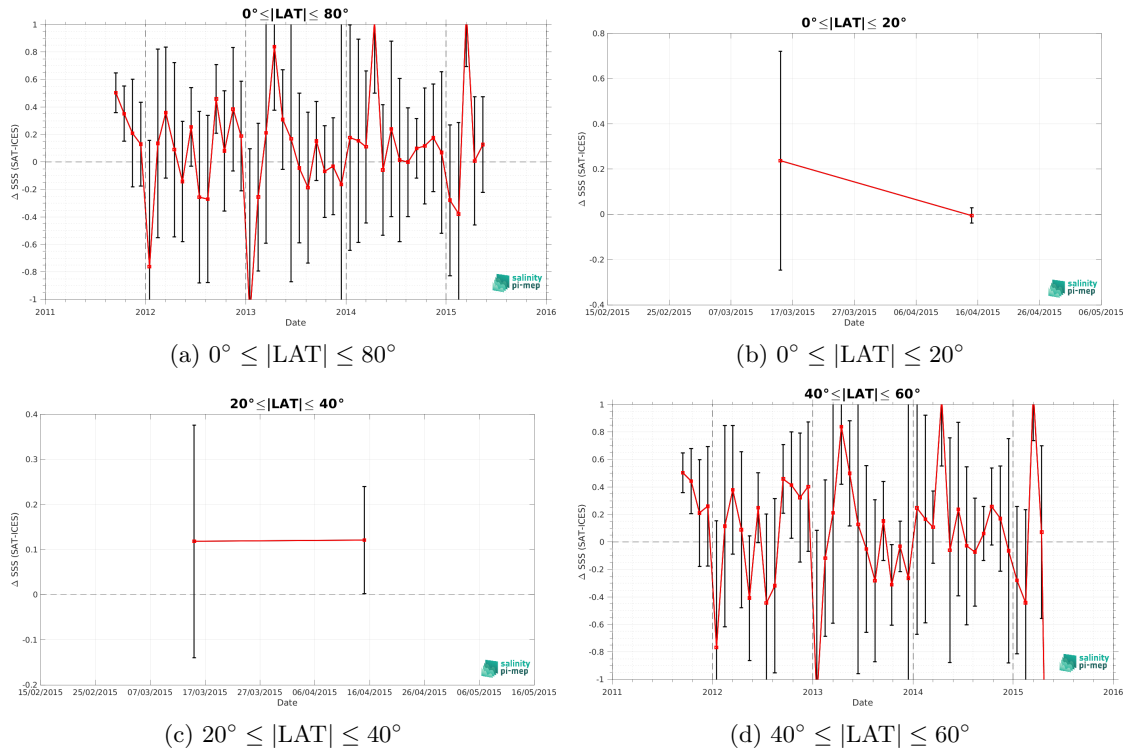 0°≤|LAT|≤ 80°
1
0.8
0.6
0.4
0.2
0
-0.2
-0.4
-0.6
-0.8
-1
Δ SSS (SAT-ICES)
2011 2012 2013 2014 2015 2016
Date
salinity
pi-mep
(a) 0° ≤ |LAT| ≤ 80°
0°≤|LAT|≤ 20°
0.8
0.6
0.4
0.2
0
-0.2
-0.4
Δ SSS (SAT-ICES)
15/02/2015 25/02/2015 07/03/2015 17/03/2015 27/03/2015 06/04/2015 16/04/2015 26/04/2015 06/05/2015
Date
salinity
pi-mep
(b) 0° ≤ |LAT| ≤ 20°
20°≤|LAT|≤ 40°
0.4
0.3
0.2
0.1
0
-0.1
-0.2
Δ SSS (SAT-ICES)
15/02/2015 25/02/2015 07/03/2015 17/03/2015 27/03/2015 06/04/2015 16/04/2015 26/04/2015 06/05/2015 16/05/2015
Date
salinity
pi-mep
(c) 20° ≤ |LAT| ≤ 40°
40°≤|LAT|≤ 60°
1
0.8
0.6
0.4
0.2
0
-0.2
-0.4
-0.6
-0.8
-1
Δ SSS (SAT-ICES)
2011 2012 2013 2014 2015 2016
Date
salinity
pi-mep
(d) 40° ≤ |LAT| ≤ 60°